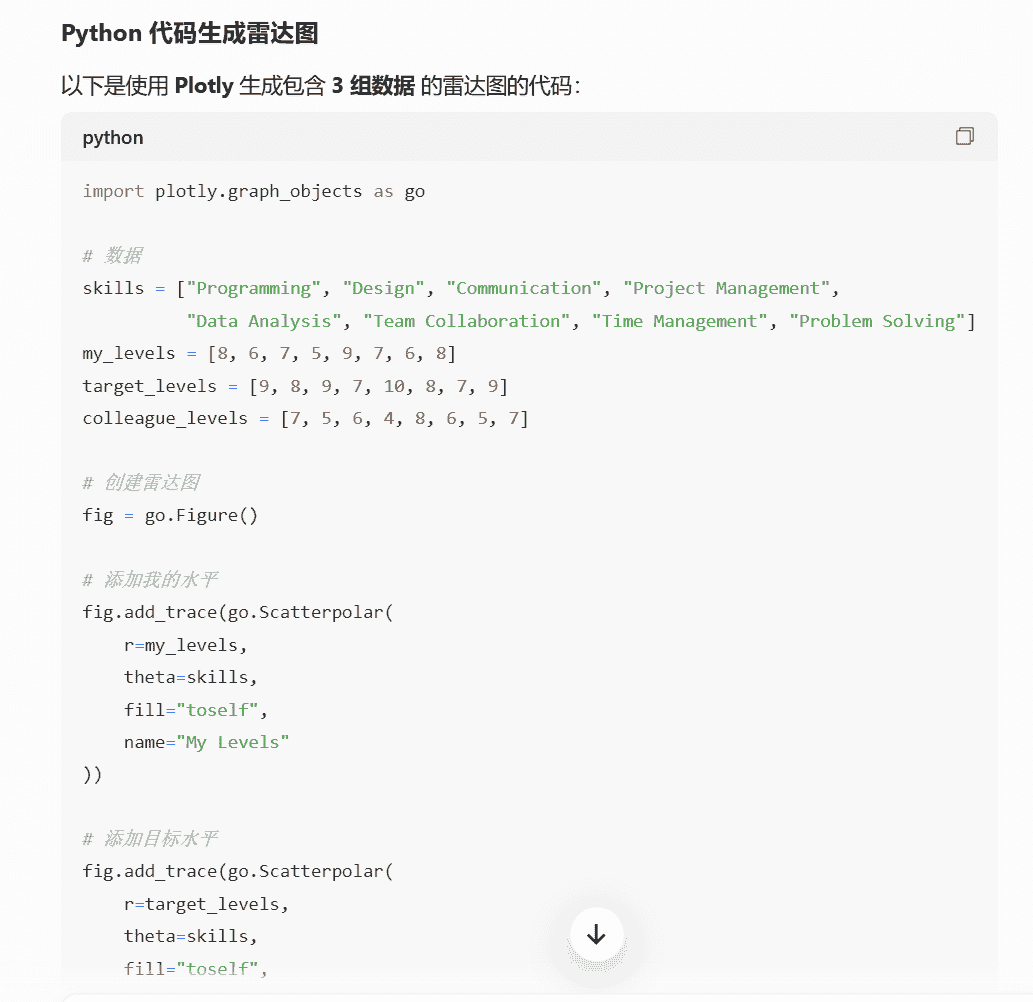 Python 代码生成雷达图
以下是使用 Plotly 生成包含 3 组数据 的雷达图的代码：
python
import plotly.graph_objects as go
# 数据
skills = ["Programming", "Design", "Communication", "Project Management",
"Data Analysis", "Team Collaboration", "Time Management", "Problem Solving"]
my_levels = [8, 6, 7, 5, 9, 7, 6, 8]
target_levels = [9, 8, 9, 7, 10, 8, 7, 9]
colleague_levels = [7, 5, 6, 4, 8, 6, 5, 7]
# 创建雷达图
fig = go.Figure()
# 添加我的水平
fig.add_trace(go.Scatterpolar(
r=my_levels,
theta=skills,
fill="toself",
name="My Levels"
))
# 添加目标水平
fig.add_trace(go.Scatterpolar(
r=target_levels,
theta=skills,
fill="toself",